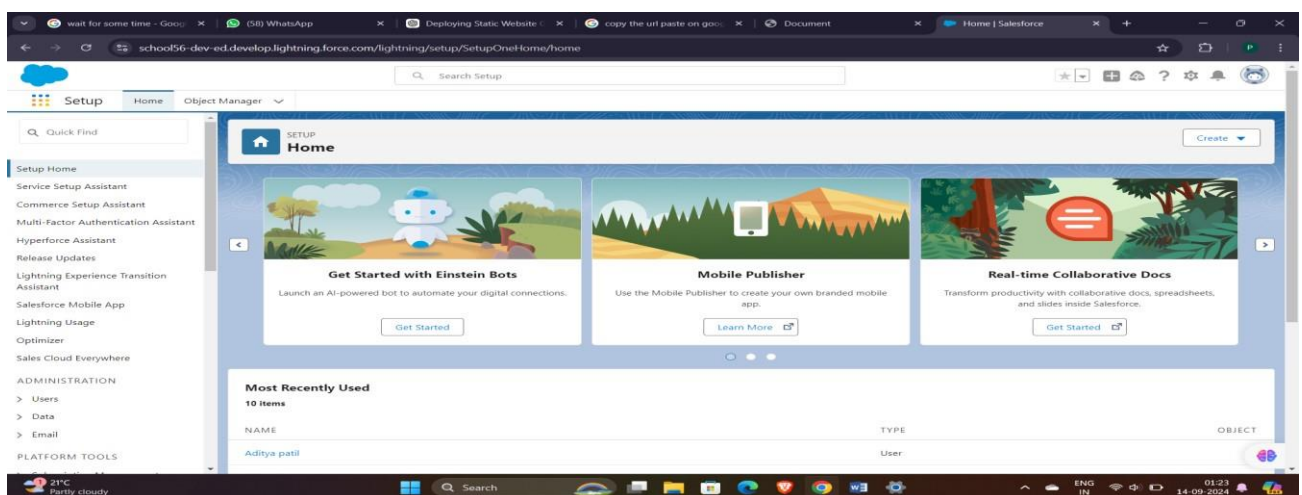 wait for some time - Goog
(58) WhatsApp
Deploying Static Website
copy the url paste on goo
Document
Home | Salesforce
school56-dev-ed.develop.lightning.force.com/lightning/setup/SetupOneHome/home
P
Search Setup
Setup
Home
Object Manager
Quick Find
Setup Home
Service Setup Assistant
Commerce Setup Assistant
Multi-Factor Authentication Assistant
Hyperforce Assistant
Release Updates
Lightning Experience Transition
Assistant
Salesforce Mobile App
Lightning Usage
Optimizer
Sales Cloud Everywhere
ADMINISTRATION
Users
Data
Email
PLATFORM TOOLS
SETUP
Home
Create
Get Started with Einstein Bots
Launch an AI-powered bot to automate your digital connections.
Get Started
Mobile Publisher
Use the Mobile Publisher to create your own branded mobile
app.
Learn More
Real-time Collaborative Docs
Transform productivity with collaborative docs, spreadsheets,
and slides inside Salesforce.
Get Started
Most Recently Used
10 items
NAME TYPE OBJECT
Aditya patil User
21°C
Partly cloudy
Search
ENG
IN
01:23
14-09-2024